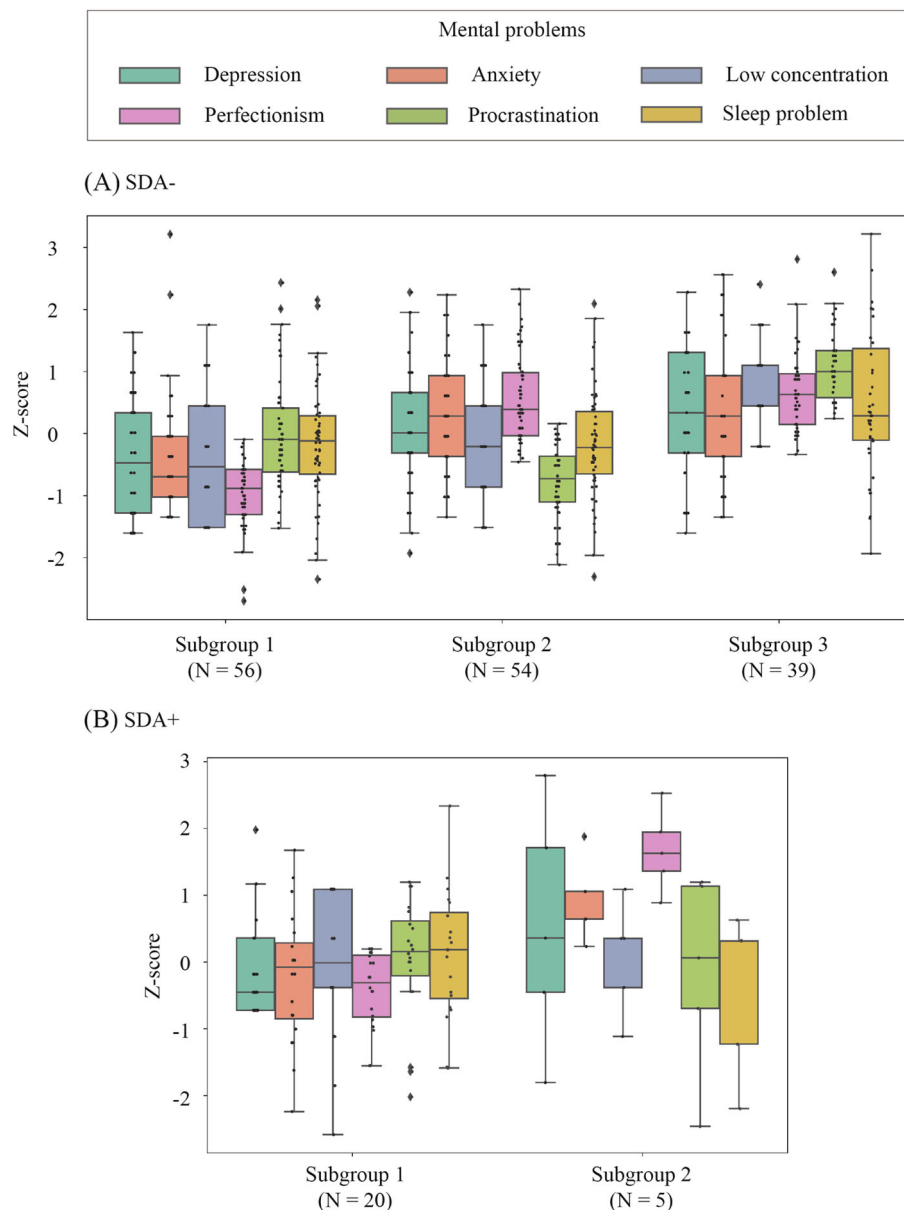 Mental problems
Depression Anxiety Low concentration
Perfectionism Procrastination Sleep problem
(A) SDA-
Z-score
3
2
1
0
-1
-2
Subgroup 1 Subgroup 2 Subgroup 3
(N = 56) (N = 54) (N = 39)
(B) SDA+
Z-score
3
2
1
0
-1
-2
Subgroup 1 Subgroup 2
(N = 20) (N = 5)